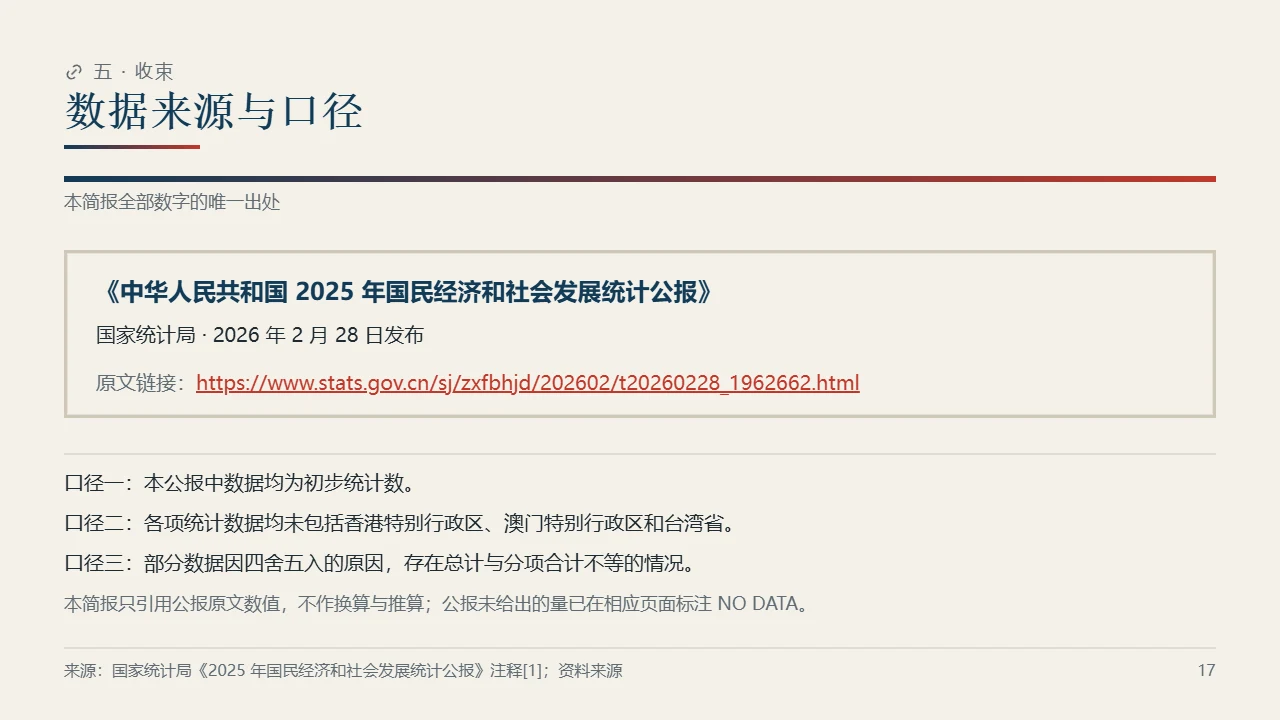 五 · 收束
数据来源与口径
本简报全部数字的唯一出处
《中华人民共和国 2025 年国民经济和社会发展统计公报》
国家统计局 · 2026 年 2 月 28 日发布
原文链接：https://www.stats.gov.cn/sj/zxfbhjd/202602/t20260228_1962662.html
口径一：本公报中数据均为初步统计数。
口径二：各项统计数据均未包括香港特别行政区、澳门特别行政区和台湾省。
口径三：部分数据因四舍五入的原因，存在总计与分项合计不等的情况。
本简报只引用公报原文数值，不作换算与推算；公报未给出的量已在相应页面标注 NO DATA。
来源：国家统计局《2025 年国民经济和社会发展统计公报》注释[1]；资料来源
17